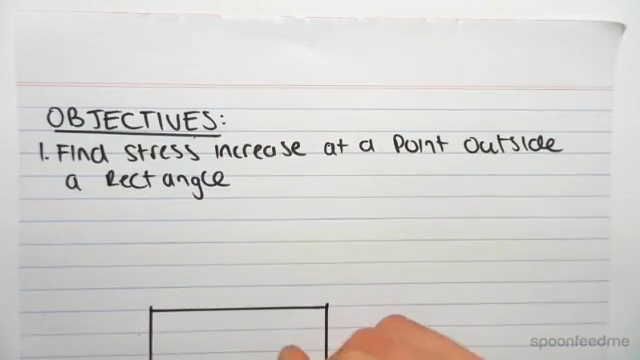 OBJECTIVES:
1. Find stress increase at a point outside
a rectangle
spoonfeedme